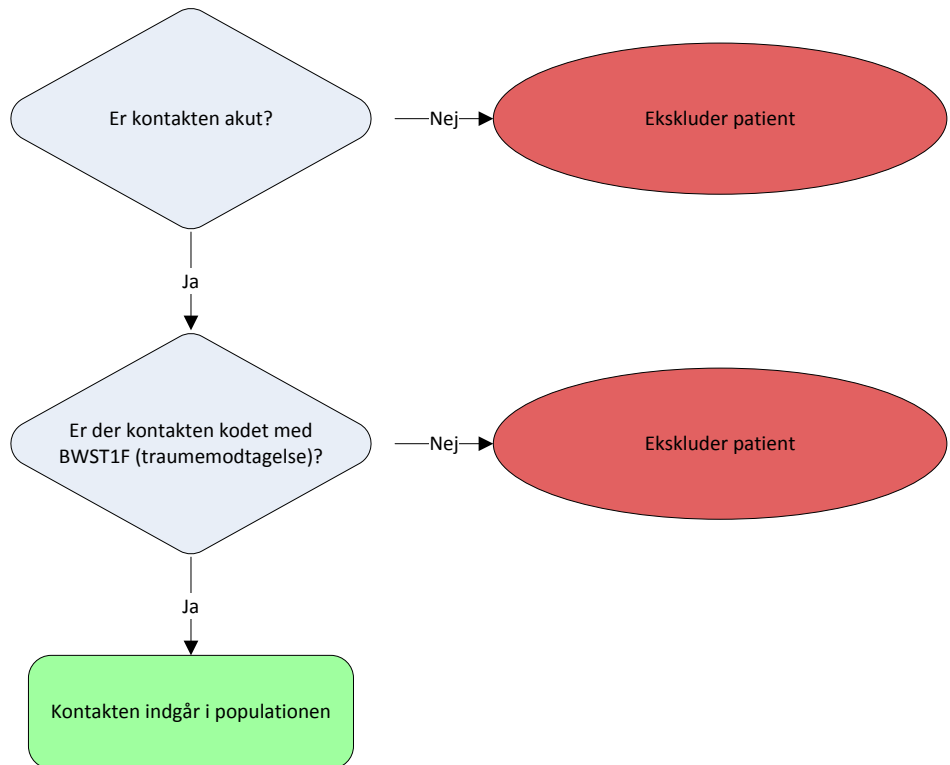 Er kontakten akut?
Nej
Ekskluder patient
Ja
Er der kontakten kodet med
BWST1F (traumemodtagelse)?
Nej
Ekskluder patient
Ja
Kontakten indgår i populationen